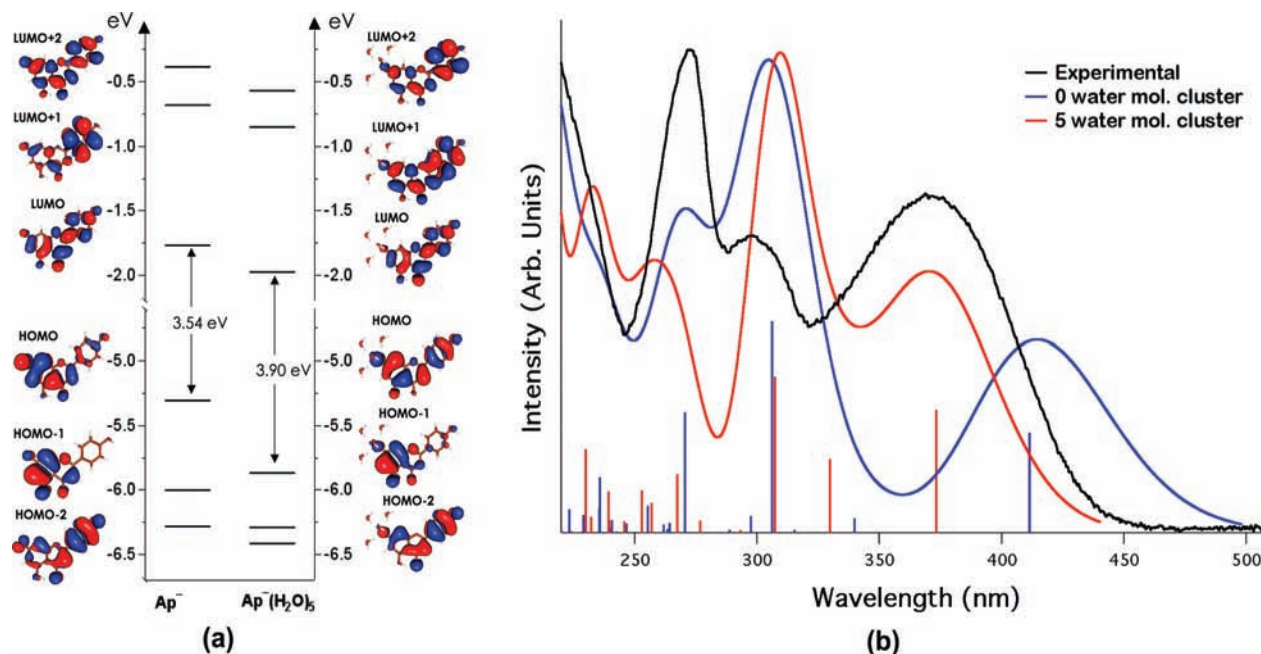 eV
eV
LUMO+2
LUMO+2
-0.5
-0.5
LUMO+1
LUMO+1
-1.0
-1.0
LUMO
LUMO
-1.5
-1.5
-2.0
-2.0
3.54 eV
3.90 eV
HOMO
HOMO
-5.0
-5.0
HOMO-1
HOMO-1
-5.5
-5.5
-6.0
-6.0
HOMO-2
HOMO-2
-6.5
-6.5
Ap⁻
Ap⁻(H₂O)₅
(a)
Experimental
0 water mol. cluster
5 water mol. cluster
Intensity (Arb. Units)
250 300 350 400 450 500
Wavelength (nm)
(b)